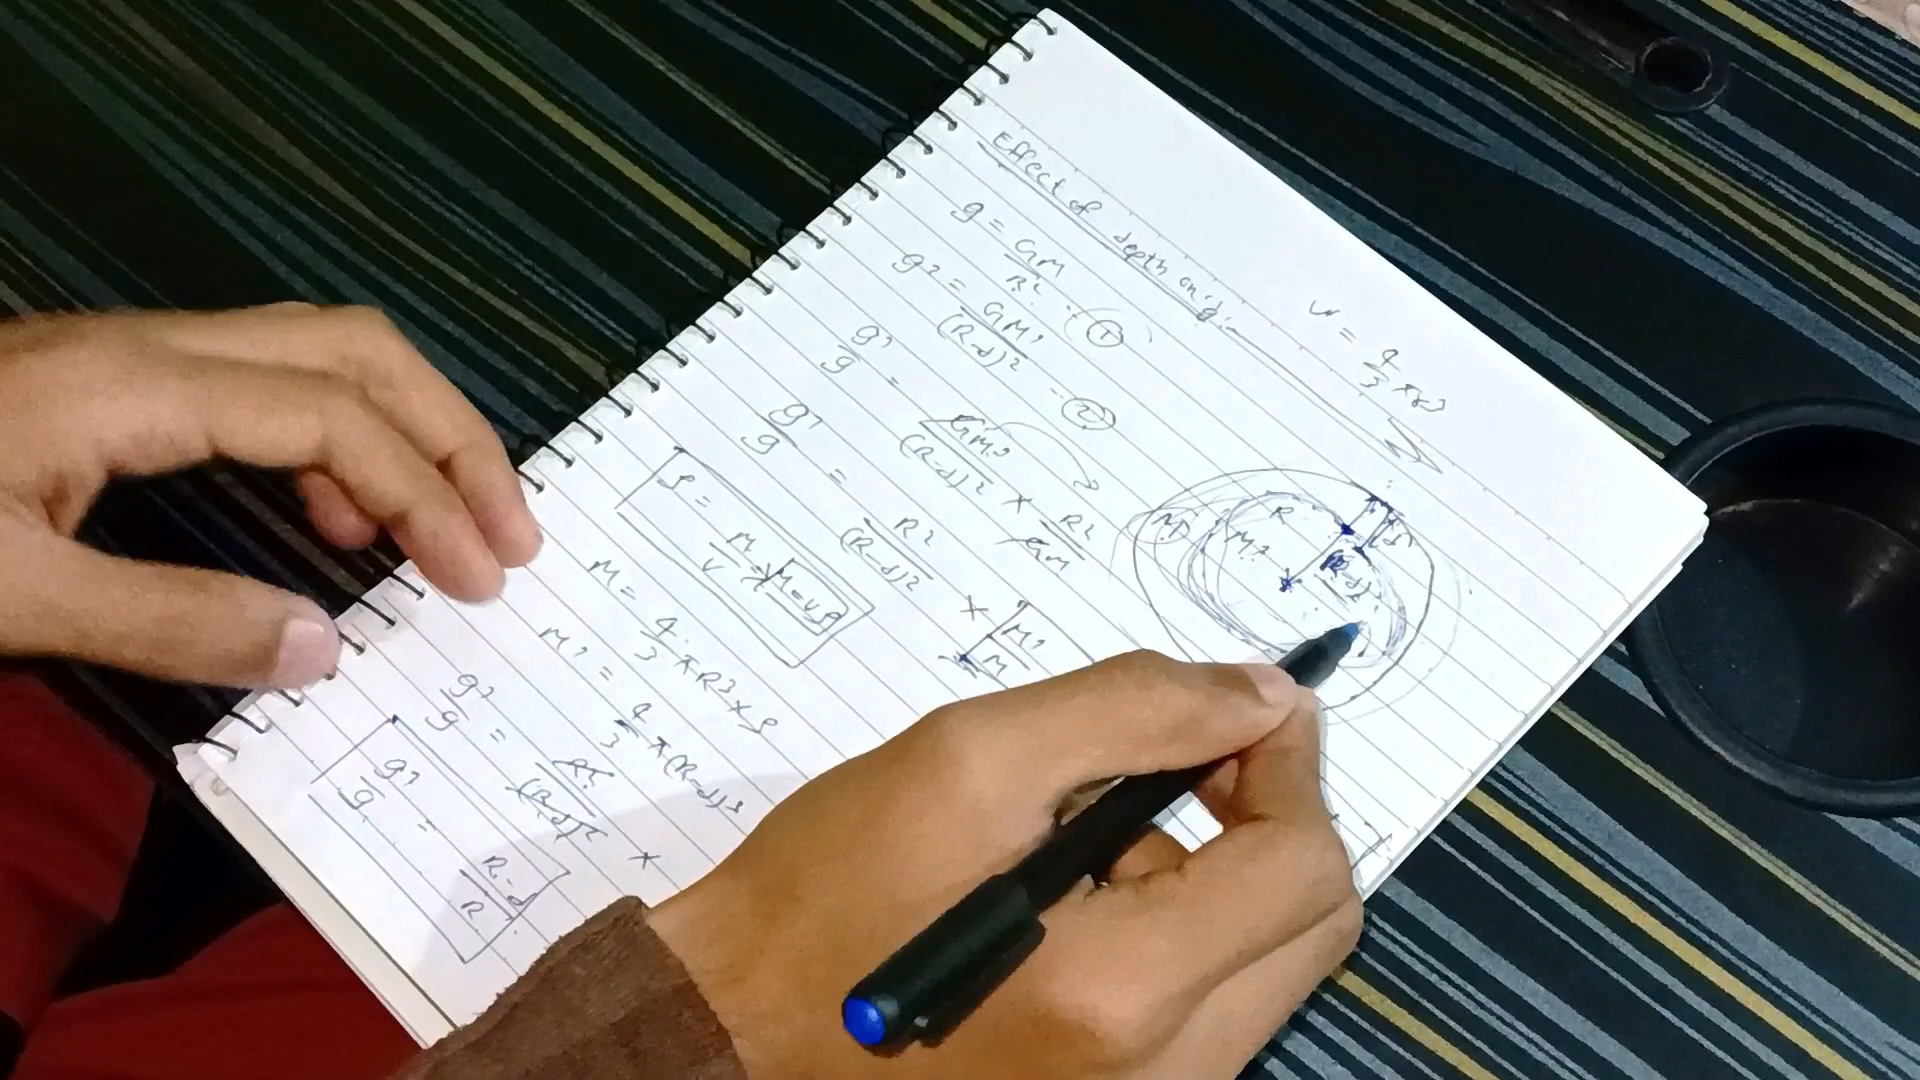 Effect of depth on 'g':-
V = 4/3 πr3
g = GM/R2 --- (1)
g' = GM'/(R-d)2 --- (2)
g'/g = GM'/(R-d)2 × R2/GM
g'/g = R2/(R-d)2 × M'/M
ρ = M/V => M=Vρ
M = 4/3 πR3 × ρ
M' = 4/3 π(R-d)3
g'/g = R2/(R-d)2 ×
g'/g = R-d/R
M
M'
R
d
R-d